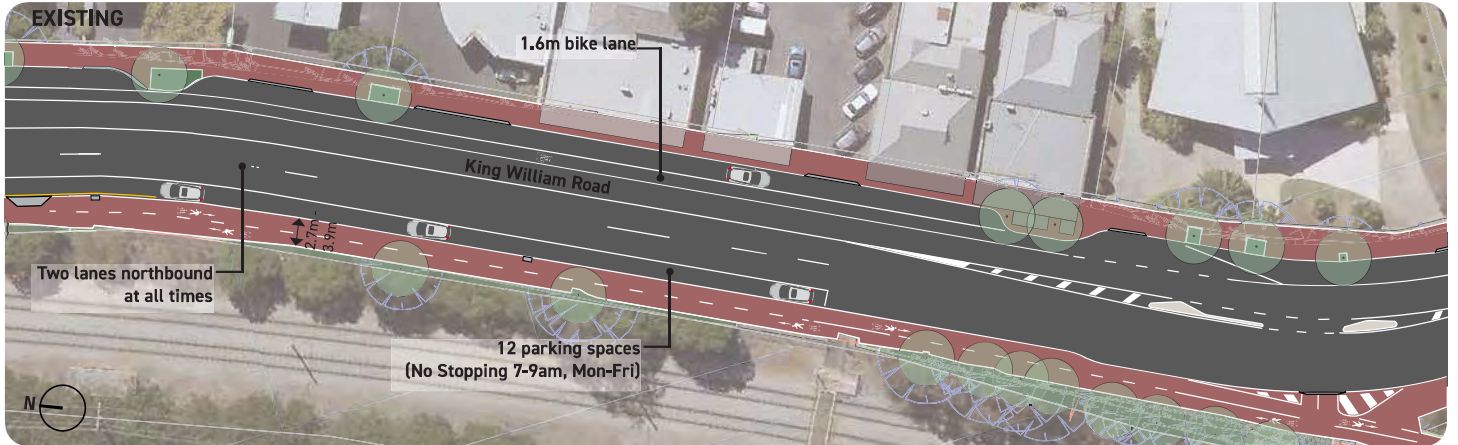 EXISTING
1.6m bike lane
King William Road
2.7m -
3.9m
Two lanes northbound
at all times
12 parking spaces
(No Stopping 7-9am, Mon-Fri)
N